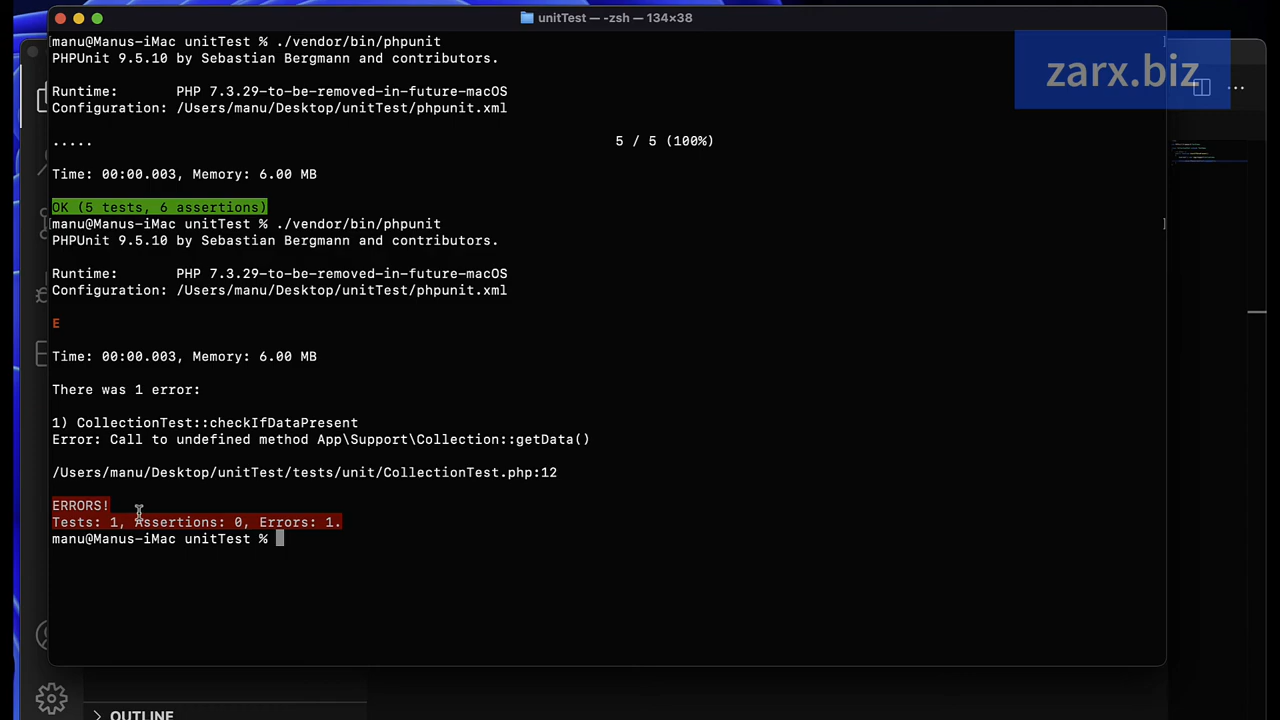 unitTest — -zsh — 134×38
manu@Manus-iMac unitTest % ./vendor/bin/phpunit
PHPUnit 9.5.10 by Sebastian Bergmann and contributors.
zarx.biz
Runtime:       PHP 7.3.29-to-be-removed-in-future-macOS
Configuration: /Users/manu/Desktop/unitTest/phpunit.xml
.....                                                               5 / 5 (100%)
Time: 00:00.003, Memory: 6.00 MB
OK (5 tests, 6 assertions)
manu@Manus-iMac unitTest % ./vendor/bin/phpunit
PHPUnit 9.5.10 by Sebastian Bergmann and contributors.
Runtime:       PHP 7.3.29-to-be-removed-in-future-macOS
Configuration: /Users/manu/Desktop/unitTest/phpunit.xml
E
Time: 00:00.003, Memory: 6.00 MB
There was 1 error:
1) CollectionTest::checkIfDataPresent
Error: Call to undefined method App\Support\Collection::getData()
/Users/manu/Desktop/unitTest/tests/unit/CollectionTest.php:12
ERRORS!
Tests: 1, Assertions: 0, Errors: 1.
manu@Manus-iMac unitTest %
OUTLINE